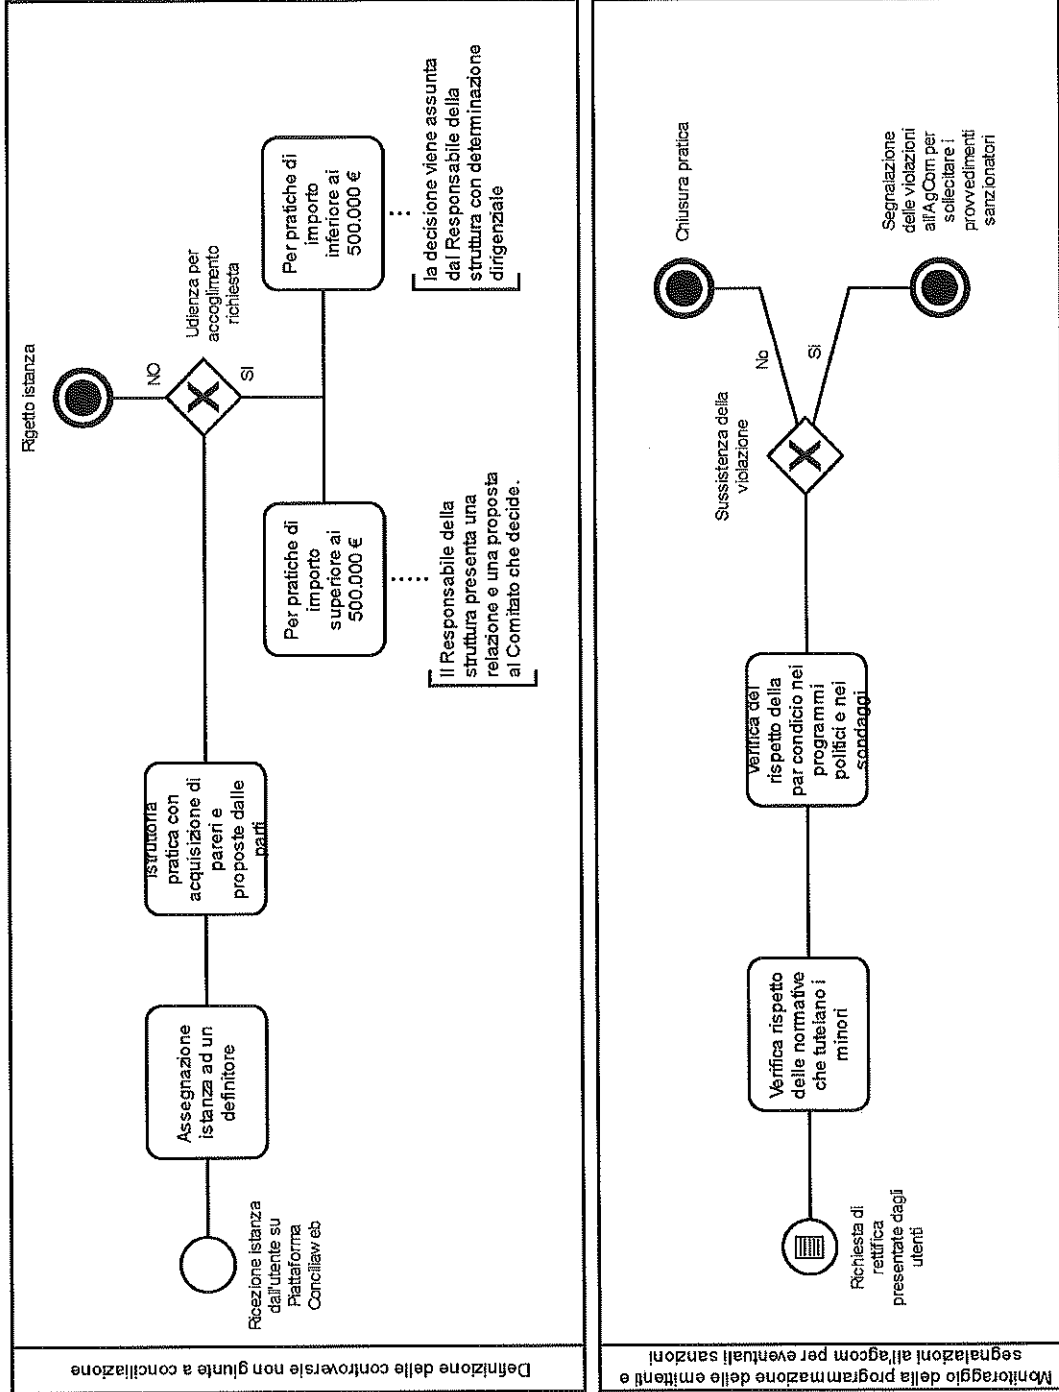 Definizione delle controversie non giunte a conciliazione
Ricezione istanza
dall'utente su
Piattaforma
Conciliaweb
Assegnazione
istanza ad un
definitore
Istruttoria
pratica con
acquisizione di
pareri e
proposte dalle
parti
Udienza per
accoglimento
richiesta
NO
SI
Rigetto istanza
Per pratiche di
importo
superiore ai
500.000 €
Il Responsabile della
struttura presenta una
relazione e una proposta
al Comitato che decide.
Per pratiche di
importo
inferiore ai
500.000 €
la decisione viene assunta
dal Responsabile della
struttura con determinazione
dirigenziale
Monitoraggio della programmazione delle emittenti e
segnalazioni all'agcom per eventuali sanzioni
Richiesta di
rettifica
presentate dagli
utenti
Verifica rispetto
delle normative
che tutelano i
minori
Verifica del
rispetto della
par condicio nei
programmi
politici e nei
sondaggi
Sussistenza della
violazione
No
Si
Chiusura pratica
Segnalazione
delle violazioni
all'AgCom per
sollecitare i
provvedimenti
sanzionatori